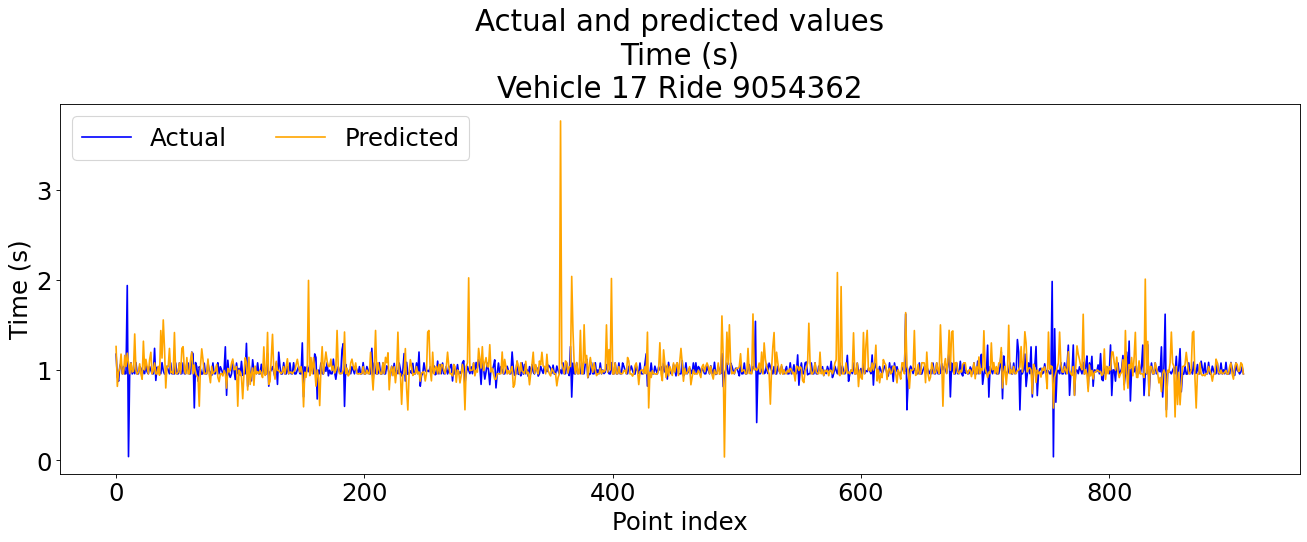 Actual and predicted values
Time (s)
Vehicle 17 Ride 9054362
Actual Predicted
3
2
1
0
Time (s)
0 200 400 600 800
Point index